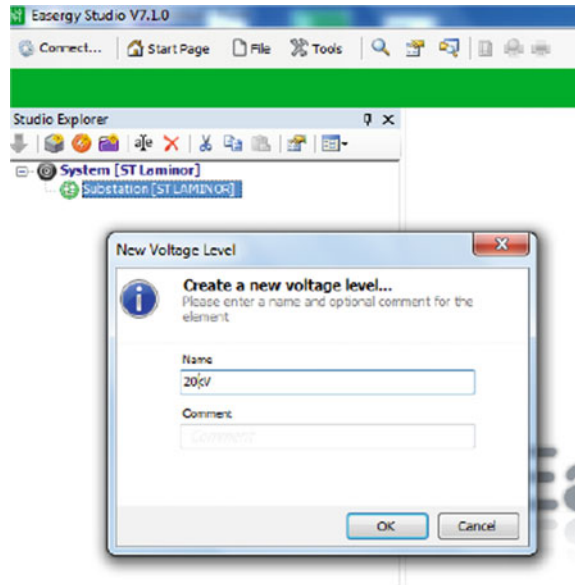 Easergy Studio V7.1.0
Connect... Start Page File Tools
Studio Explorer
System [ST Laminor]
Substation [ST LAMINOR]
New Voltage Level
Create a new voltage level...
Please enter a name and optional comment for the
element
Name
20kV
Comment
Comment
Ea
OK Cancel